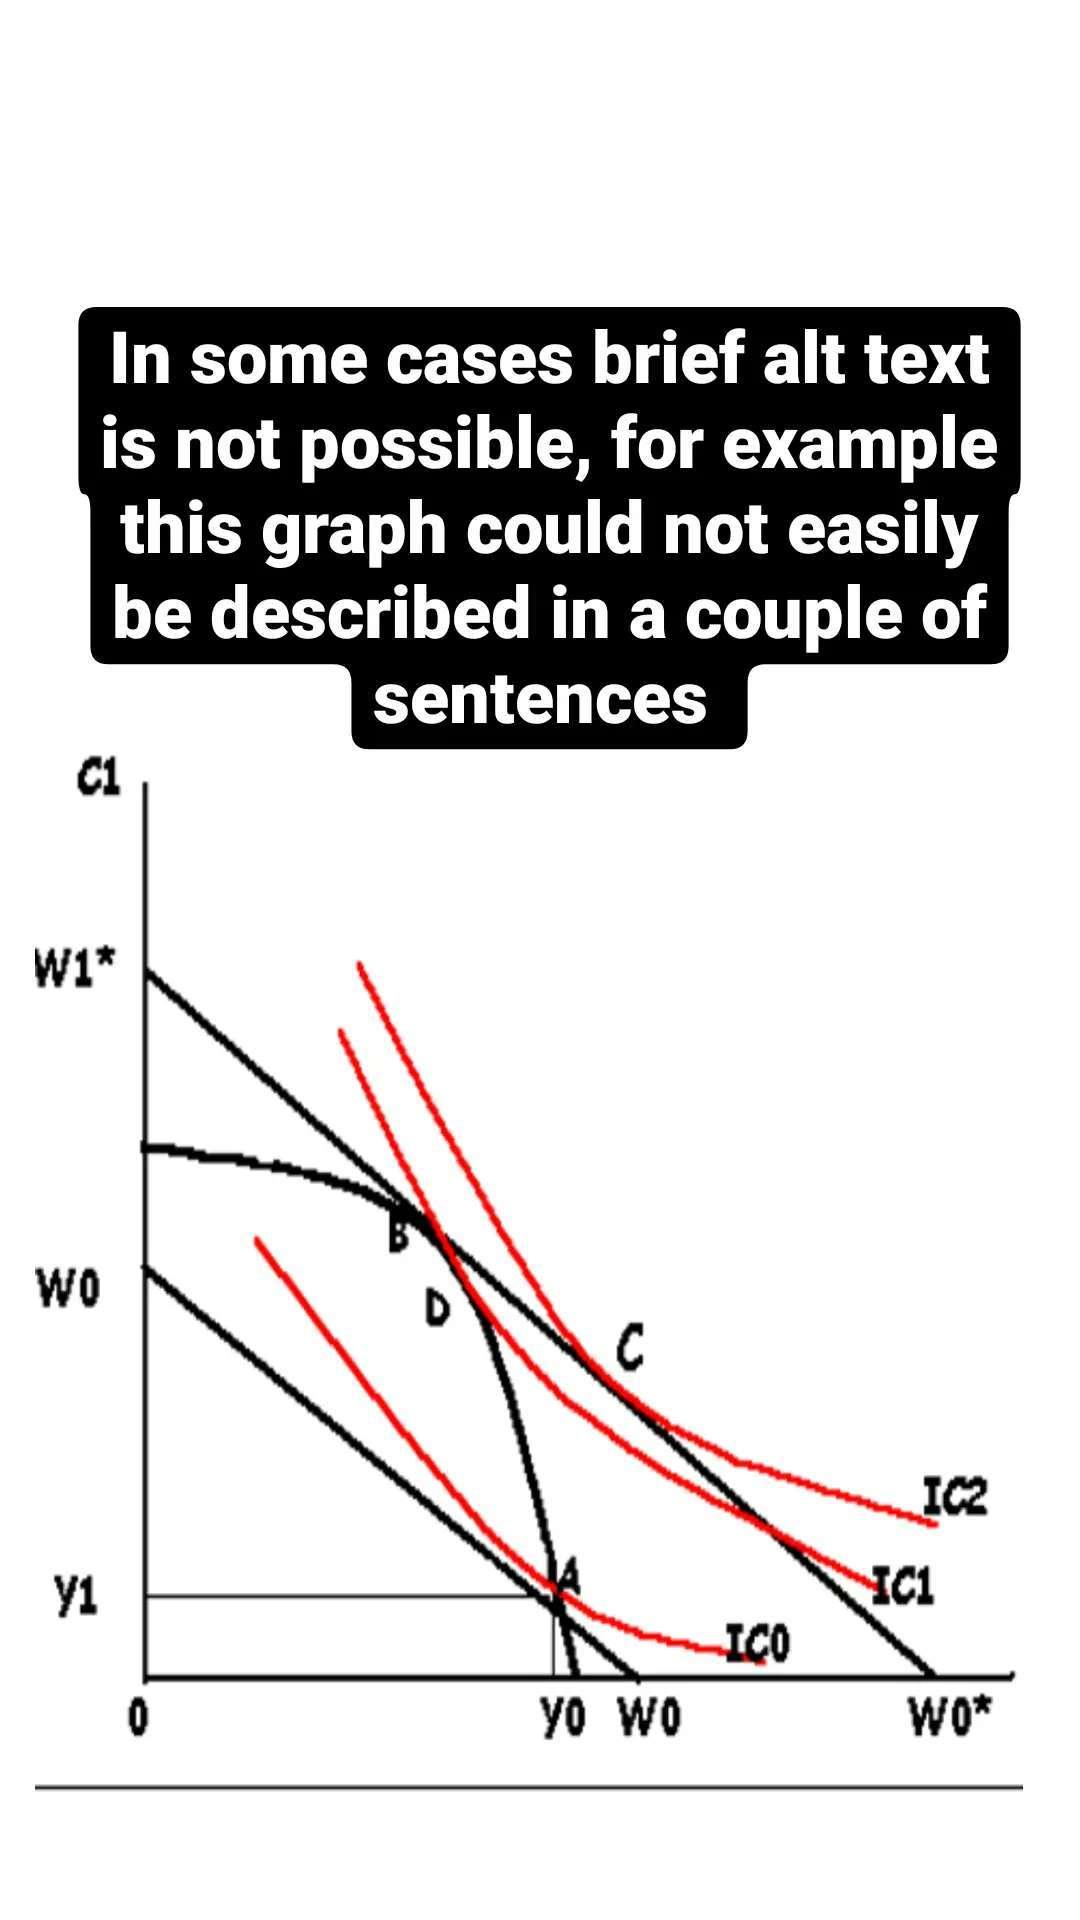 In some cases brief alt text
is not possible, for example
this graph could not easily
be described in a couple of
sentences
C1
W1*
B
W0
D
C
IC2
A
Y1
IC1
IC0
0
Y0
W0
W0*